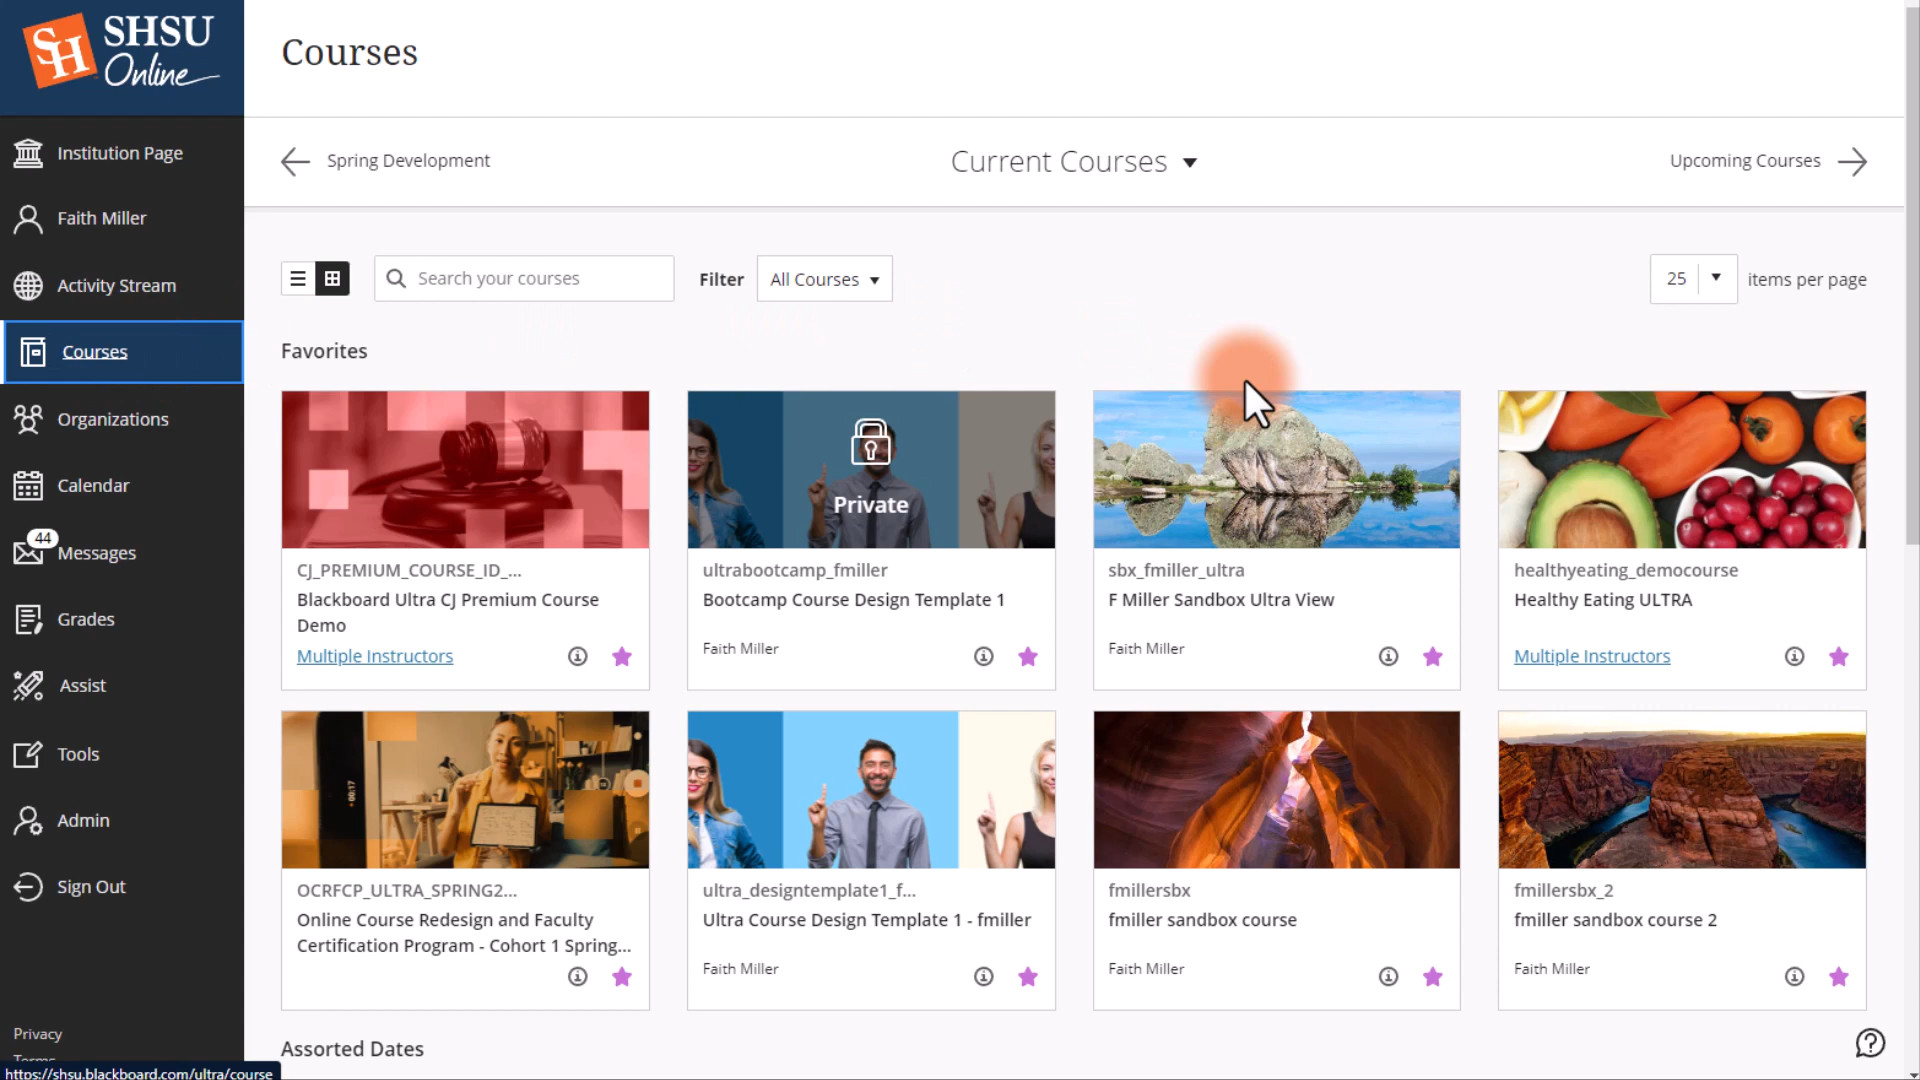 SH
SHSU
Online
Institution Page
Faith Miller
Activity Stream
Courses
Organizations
Calendar
44
Messages
Grades
Assist
Tools
Admin
Sign Out
Privacy
Terms
https://shsu.blackboard.com/ultra/course
Courses
Spring Development
Current Courses
Upcoming Courses
Search your courses
Filter
All Courses
25
items per page
Favorites
CJ_PREMIUM_COURSE_ID_...
Blackboard Ultra CJ Premium Course
Demo
Multiple Instructors
Private
ultrabootcamp_fmiller
Bootcamp Course Design Template 1
Faith Miller
sbx_fmiller_ultra
F Miller Sandbox Ultra View
Faith Miller
healthyeating_democourse
Healthy Eating ULTRA
Multiple Instructors
OCRFCP_ULTRA_SPRING2...
Online Course Redesign and Faculty
Certification Program - Cohort 1 Spring...
ultra_designtemplate1_f...
Ultra Course Design Template 1 - fmiller
Faith Miller
fmillersbx
fmiller sandbox course
Faith Miller
fmillersbx_2
fmiller sandbox course 2
Faith Miller
Assorted Dates